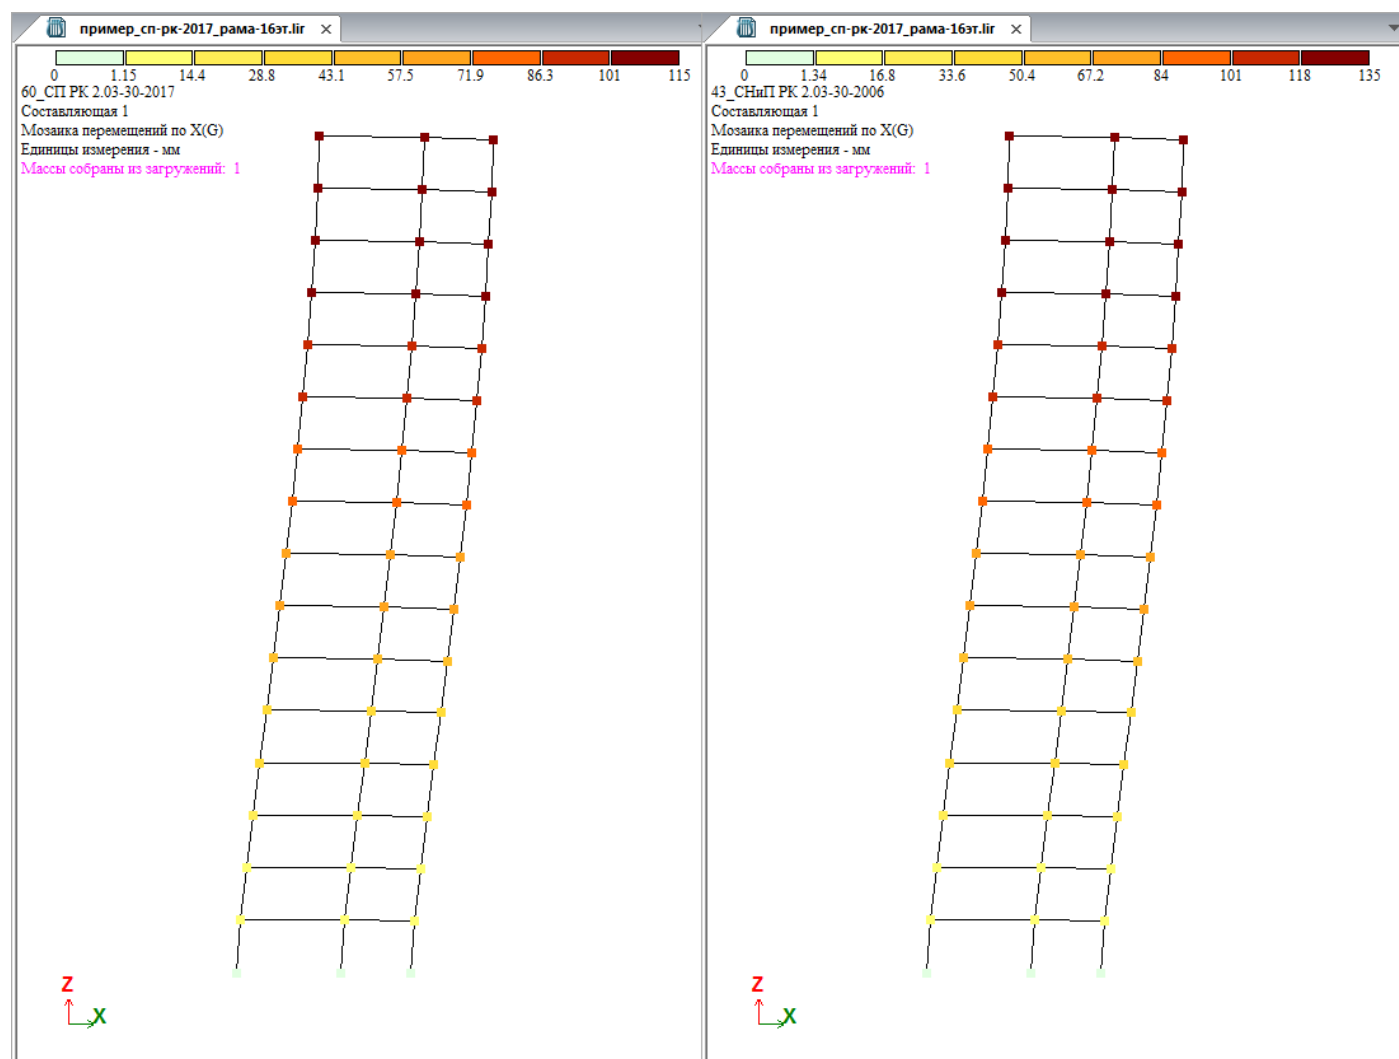 пример_сп-рк-2017_рама-16эт.lir
0 1.15 14.4 28.8 43.1 57.5 71.9 86.3 101 115
60_СП РК 2.03-30-2017
Составляющая 1
Мозаика перемещений по X(G)
Единицы измерения - мм
Массы собраны из загружений: 1
Z
X
пример_сп-рк-2017_рама-16эт.lir
0 1.34 16.8 33.6 50.4 67.2 84 101 118 135
43_СНиП РК 2.03-30-2006
Составляющая 1
Мозаика перемещений по X(G)
Единицы измерения - мм
Массы собраны из загружений: 1
Z
X